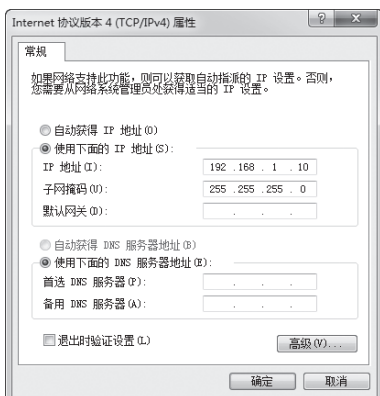 Internet 协议版本 4 (TCP/IPv4) 属性
常规
如果网络支持此功能，则可以获取自动指派的 IP 设置。否则，
您需要从网络系统管理员处获得适当的 IP 设置。
自动获得 IP 地址(O)
使用下面的 IP 地址(S):
IP 地址(I): 192 .168 . 1 . 10
子网掩码(U): 255 .255 .255 . 0
默认网关(D): . . .
自动获得 DNS 服务器地址(B)
使用下面的 DNS 服务器地址(E):
首选 DNS 服务器(P): . . .
备用 DNS 服务器(A): . . .
退出时验证设置(L)
高级(V)...
确定
取消